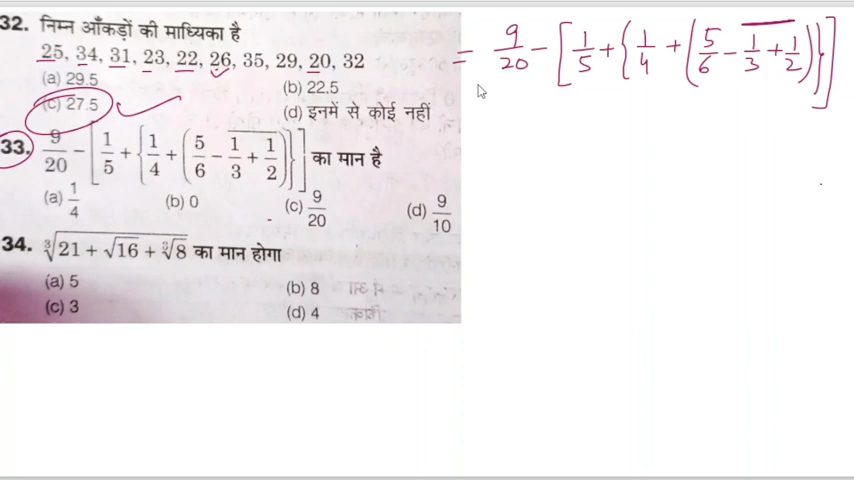 32. निम्न आँकड़ों की माध्यिका है
25, 34, 31, 23, 22, 26, 35, 29, 20, 32
(a) 29.5 (b) 22.5
(c) 27.5 (d) इनमें से कोई नहीं
33. 9/20 − [1/5 + {1/4 + (5/6 − 1/3 + 1/2)}] का मान है
(a) 1/4 (b) 0 (c) 9/20 (d) 9/10
34. ∛21 + √16 + ∛8 का मान होगा
(a) 5 (b) 8
(c) 3 (d) 4
= 9/20 − [1/5 + {1/4 + (5/6 − 1/3 + 1/2)}]